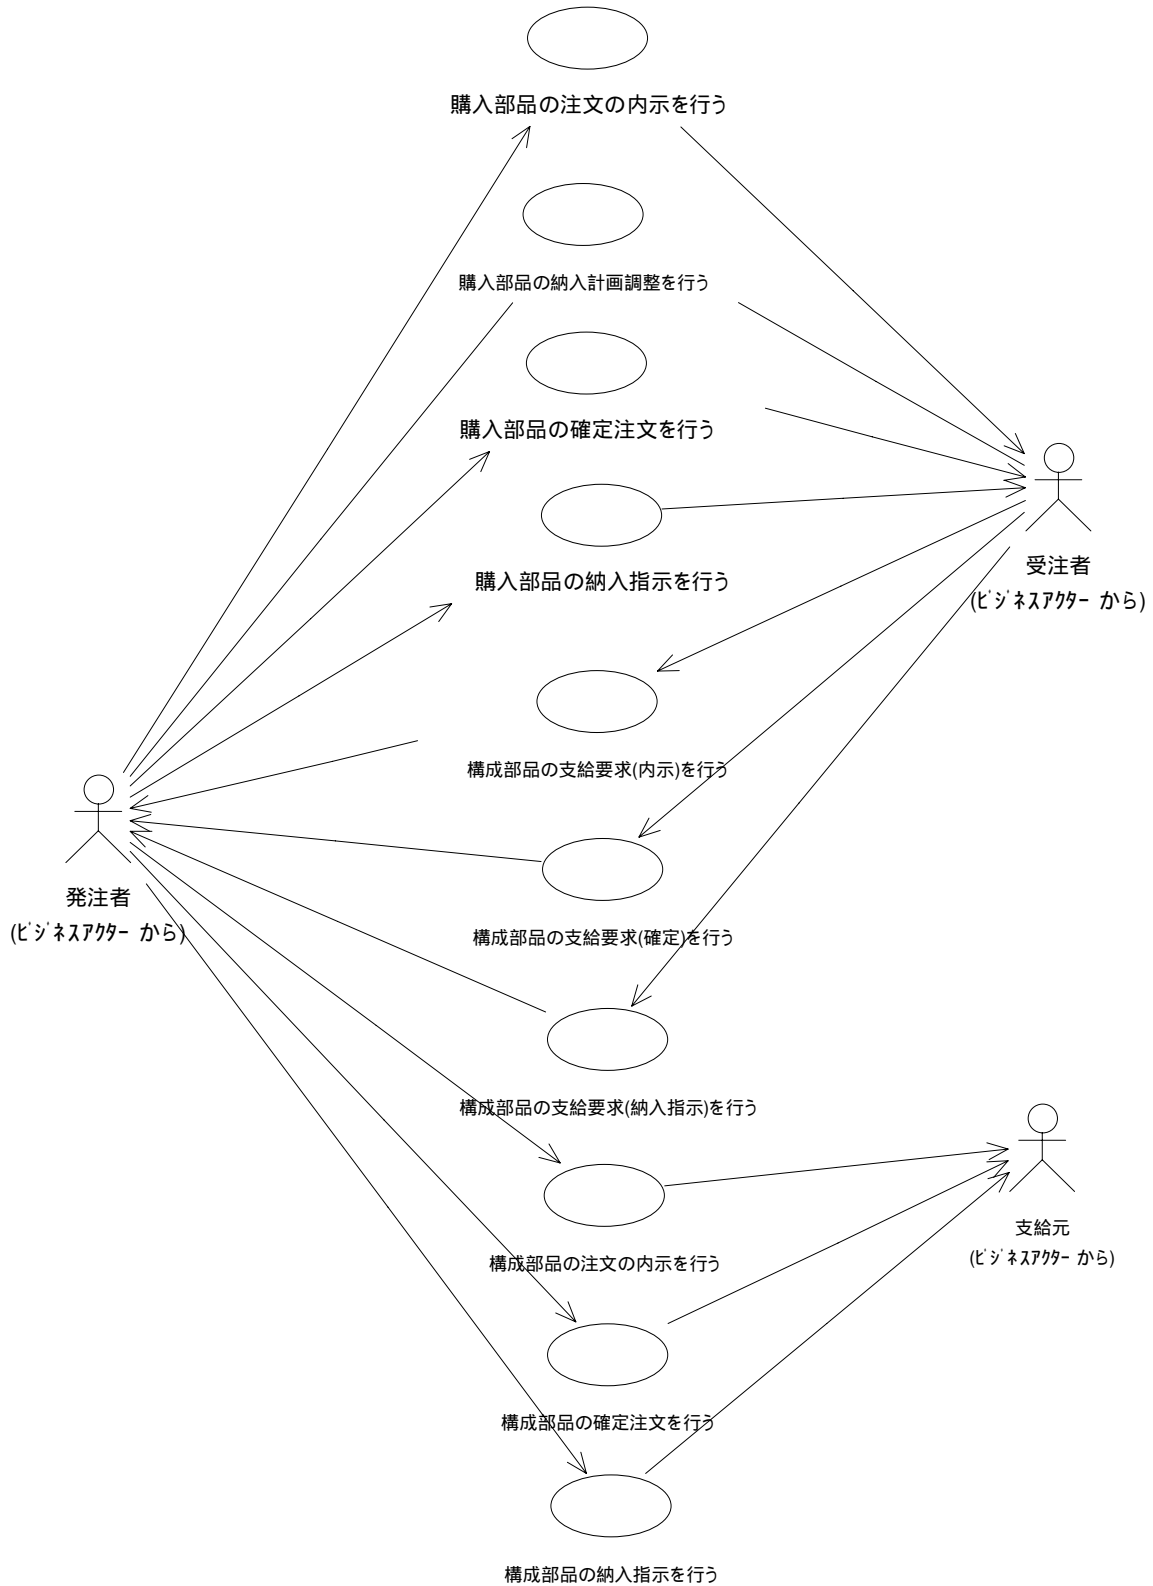 購入部品の注文の内示を行う
購入部品の納入計画調整を行う
購入部品の確定注文を行う
購入部品の納入指示を行う
受注者
(ﾋﾞｼﾞﾈｽｱｸﾀｰ から)
構成部品の支給要求(内示)を行う
発注者
(ﾋﾞｼﾞﾈｽｱｸﾀｰ から)
構成部品の支給要求(確定)を行う
構成部品の支給要求(納入指示)を行う
支給元
(ﾋﾞｼﾞﾈｽｱｸﾀｰ から)
構成部品の注文の内示を行う
構成部品の確定注文を行う
構成部品の納入指示を行う